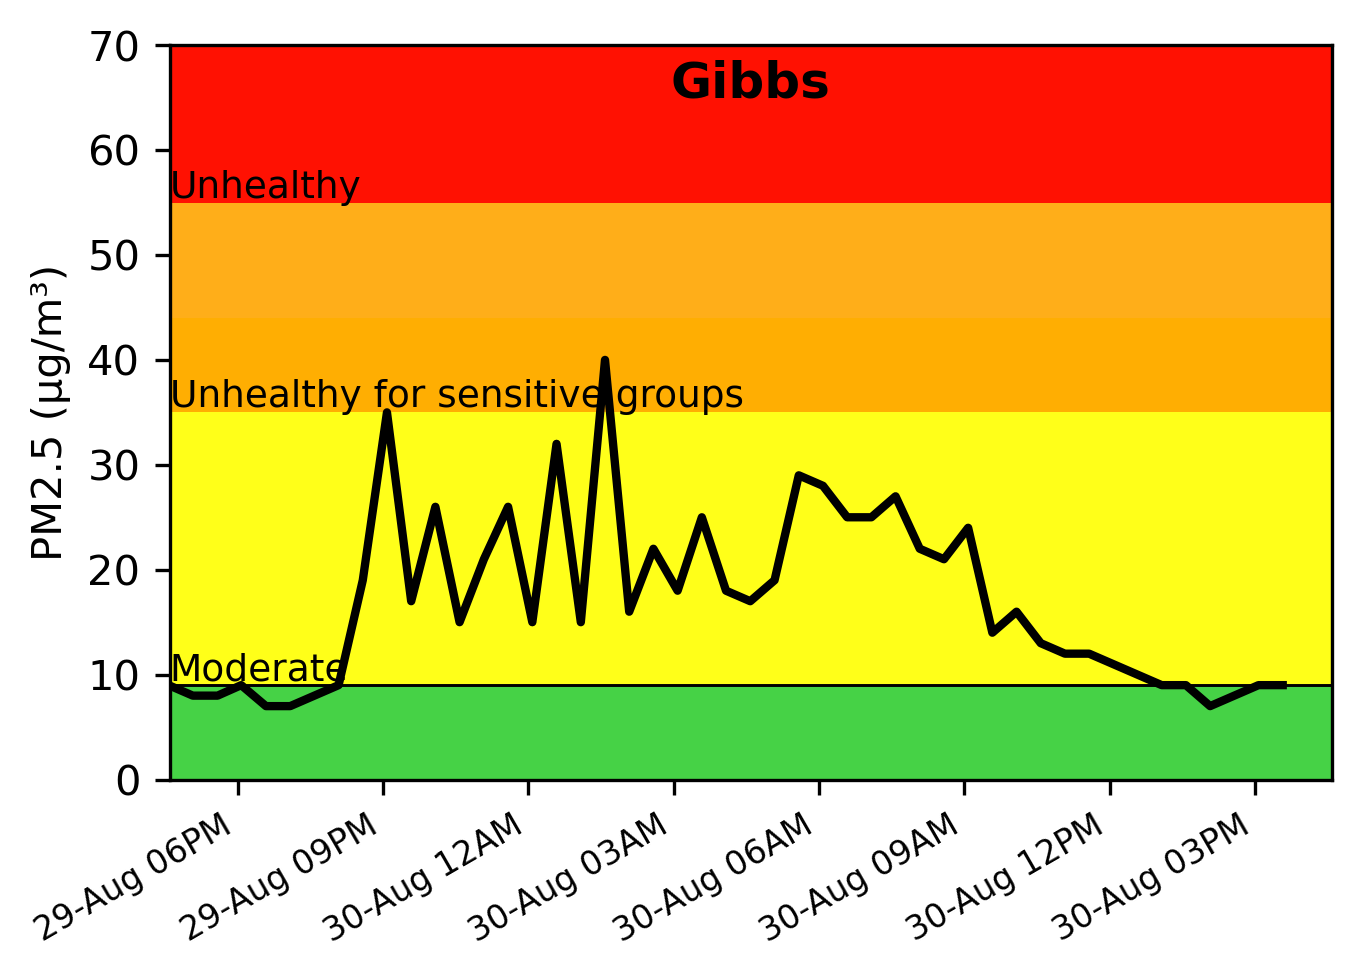 Gibbs
70
60
50
40
30
20
10
0
PM2.5 (µg/m³)
Unhealthy
Unhealthy for sensitive groups
Moderate
29-Aug 06PM
29-Aug 09PM
30-Aug 12AM
30-Aug 03AM
30-Aug 06AM
30-Aug 09AM
30-Aug 12PM
30-Aug 03PM